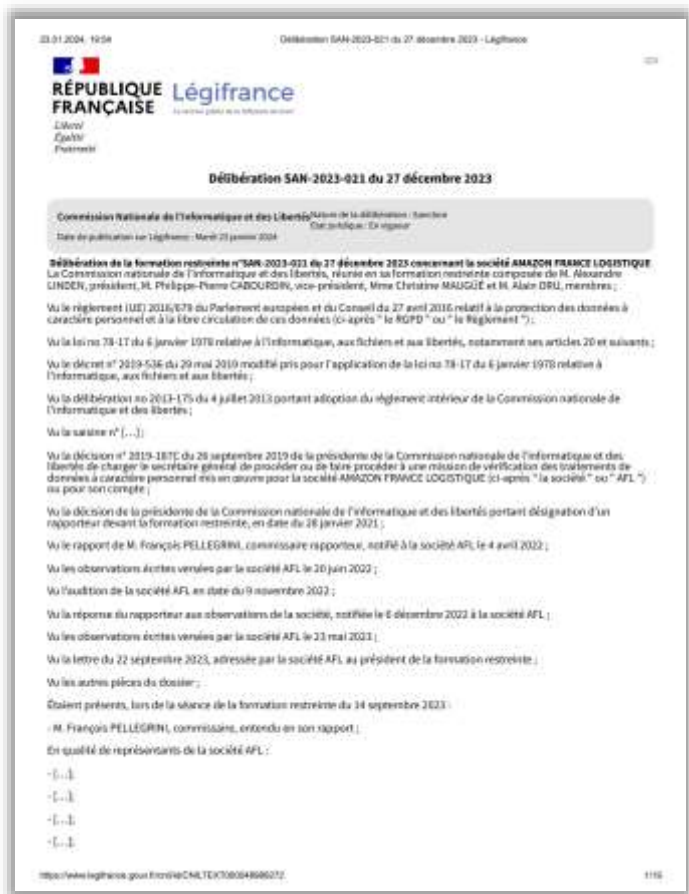 23.01.2024, 19:54 Délibération SAN-2023-021 du 27 décembre 2023 - Légifrance
RÉPUBLIQUE
FRANÇAISE
Liberté
Égalité
Fraternité
Légifrance
Délibération SAN-2023-021 du 27 décembre 2023
Commission Nationale de l'Informatique et des Libertés
Nature de la délibération : Sanction
Etat juridique : En vigueur
Date de publication sur Légifrance : Mardi 23 janvier 2024
Délibération de la formation restreinte n°SAN-2023-021 du 27 décembre 2023 concernant la société AMAZON FRANCE LOGISTIQUE
La Commission nationale de l'informatique et des libertés, réunie en sa formation restreinte composée de M. Alexandre
LINDEN, président, M. Philippe-Pierre CABOURDIN, vice-président, Mme Christine MAUGÜÉ et M. Alain DRU, membres ;
Vu le règlement (UE) 2016/679 du Parlement européen et du Conseil du 27 avril 2016 relatif à la protection des données à
caractère personnel et à la libre circulation de ces données (ci-après " le RGPD " ou " le Règlement ") ;
Vu la loi no 78-17 du 6 janvier 1978 relative à l'informatique, aux fichiers et aux libertés, notamment ses articles 20 et suivants ;
Vu le décret n° 2019-536 du 29 mai 2019 modifié pris pour l'application de la loi no 78-17 du 6 janvier 1978 relative à
l'informatique, aux fichiers et aux libertés ;
Vu la délibération no 2013-175 du 4 juillet 2013 portant adoption du règlement intérieur de la Commission nationale de
l'informatique et des libertés ;
Vu la saisine n° [...] ;
Vu la décision n° 2019-187C du 26 septembre 2019 de la présidente de la Commission nationale de l'informatique et des
libertés de charger le secrétaire général de procéder ou de faire procéder à une mission de vérification des traitements de
données à caractère personnel mis en œuvre pour la société AMAZON FRANCE LOGISTIQUE (ci-après " la société " ou " AFL ")
ou pour son compte ;
Vu la décision de la présidente de la Commission nationale de l'informatique et des libertés portant désignation d'un
rapporteur devant la formation restreinte, en date du 28 janvier 2021 ;
Vu le rapport de M. François PELLEGRINI, commissaire rapporteur, notifié à la société AFL le 4 avril 2022 ;
Vu les observations écrites versées par la société AFL le 20 juin 2022 ;
Vu l'audition de la société AFL en date du 9 novembre 2022 ;
Vu la réponse du rapporteur aux observations de la société, notifiée le 6 décembre 2022 à la société AFL ;
Vu les observations écrites versées par la société AFL le 23 mai 2023 ;
Vu la lettre du 22 septembre 2023, adressée par la société AFL au président de la formation restreinte ;
Vu les autres pièces du dossier ;
Étaient présents, lors de la séance de la formation restreinte du 14 septembre 2023 :
- M. François PELLEGRINI, commissaire, entendu en son rapport ;
En qualité de représentants de la société AFL :
- [...];
- [...];
- [...];
- [...];
1/16